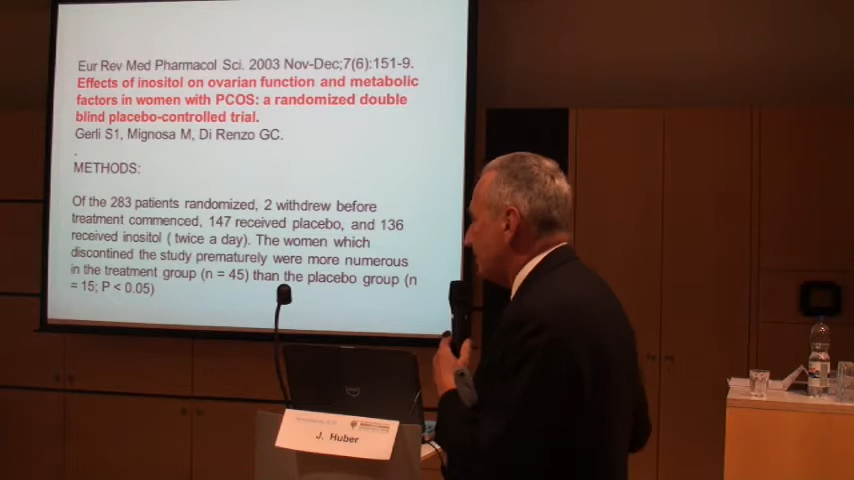 Eur Rev Med Pharmacol Sci. 2003 Nov-Dec;7(6):151-9.
Effects of inositol on ovarian function and metabolic
factors in women with PCOS: a randomized double
blind placebo-controlled trial.
Gerli S1, Mignosa M, Di Renzo GC.
.
METHODS:
Of the 283 patients randomized, 2 withdrew before
treatment commenced, 147 received placebo, and 136
received inositol ( twice a day). The women which
discontinued the study prematurely were more numerous
in the treatment group (n = 45) than the placebo group (n
= 15; P < 0.05)
J. Huber